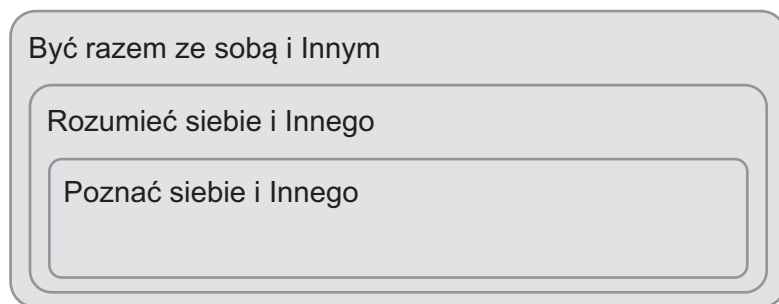 Być razem ze sobą i Innym
Rozumieć siebie i Innego
Poznać siebie i Innego